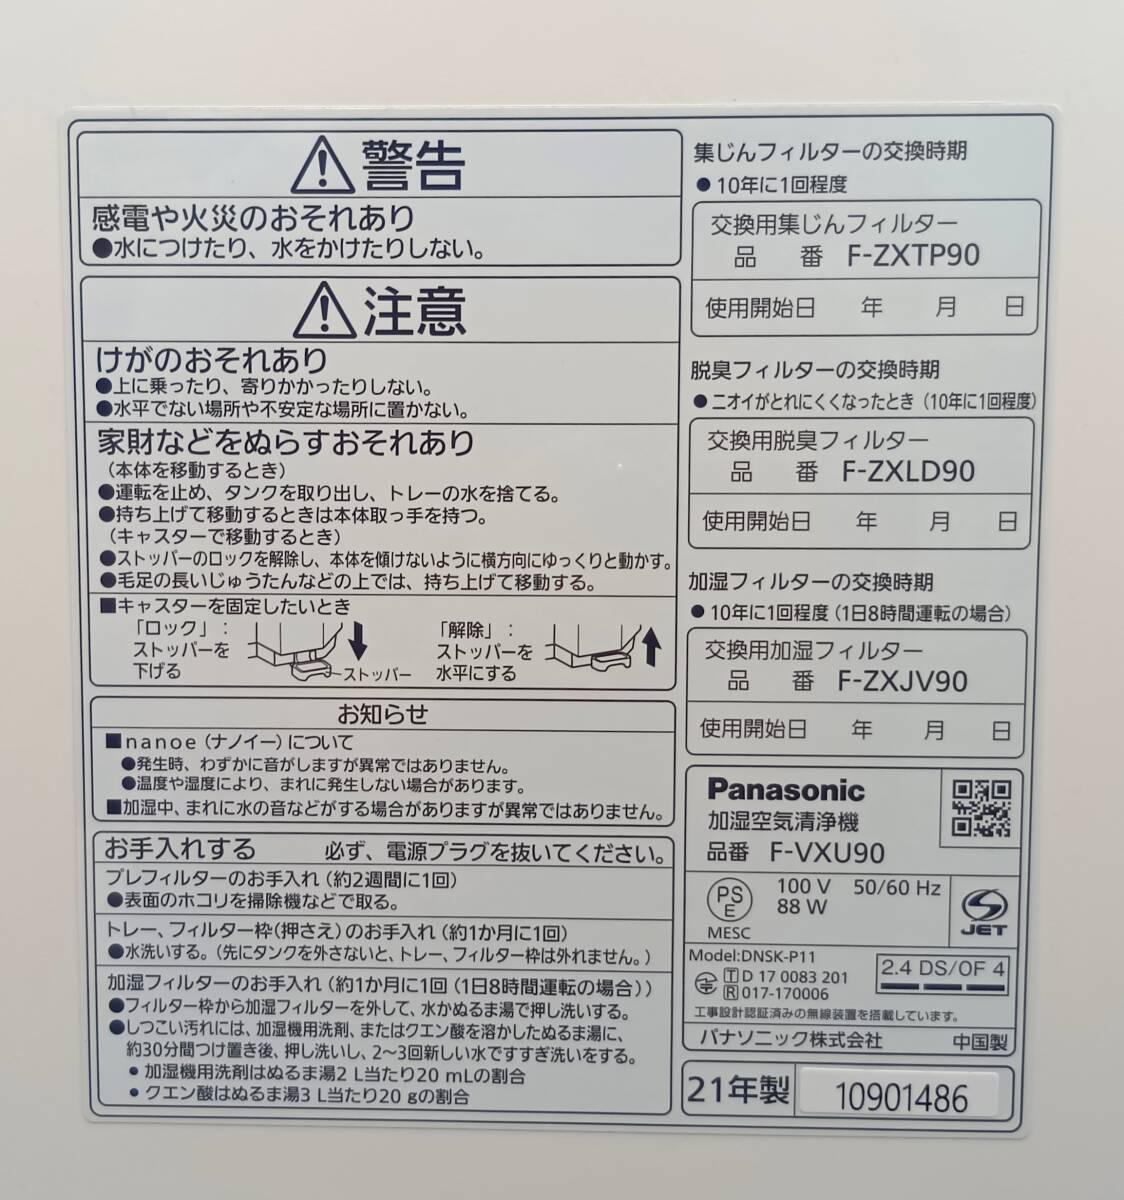 警告
感電や火災のおそれあり
●水につけたり、水をかけたりしない。
注意
けがのおそれあり
●上に乗ったり、寄りかかったりしない。
●水平でない場所や不安定な場所に置かない。
家財などをぬらすおそれあり
(本体を移動するとき)
●運転を止め、タンクを取り出し、トレーの水を捨てる。
●持ち上げて移動するときは本体取っ手を持つ。
(キャスターで移動するとき)
●ストッパーのロックを解除し、本体を傾けないように横方向にゆっくりと動かす。
●毛足の長いじゅうたんなどの上では、持ち上げて移動する。
■キャスターを固定したいとき
「ロック」:
ストッパーを
下げる
ストッパー
「解除」:
ストッパーを
水平にする
お知らせ
■nanoe(ナノイー)について
●発生時、わずかに音がしますが異常ではありません。
●温度や湿度により、まれに発生しない場合があります。
■加湿中、まれに水の音などがする場合がありますが異常ではありません。
お手入れする 必ず、電源プラグを抜いてください。
プレフィルターのお手入れ(約2週間に1回)
●表面のホコリを掃除機などで取る。
トレー、フィルター枠(押さえ)のお手入れ(約1か月に1回)
●水洗いする。(先にタンクを外さないと、トレー、フィルター枠は外れません。)
加湿フィルターのお手入れ(約1か月に1回(1日8時間運転の場合))
●フィルター枠から加湿フィルターを外して、水かぬるま湯で押し洗いする。
●しつこい汚れには、加湿機用洗剤、またはクエン酸を溶かしたぬるま湯に、
約30分間つけ置き後、押し洗いし、2〜3回新しい水ですすぎ洗いをする。
• 加湿機用洗剤はぬるま湯2 L当たり20 mLの割合
• クエン酸はぬるま湯3 L当たり20 gの割合
集じんフィルターの交換時期
● 10年に1回程度
交換用集じんフィルター
品 番 F-ZXTP90
使用開始日 年 月 日
脱臭フィルターの交換時期
● ニオイがとれにくくなったとき(10年に1回程度)
交換用脱臭フィルター
品 番 F-ZXLD90
使用開始日 年 月 日
加湿フィルターの交換時期
● 10年に1回程度(1日8時間運転の場合)
交換用加湿フィルター
品 番 F-ZXJV90
使用開始日 年 月 日
Panasonic
加湿空気清浄機
品番 F-VXU90
PS
E
MESC
100 V 50/60 Hz
88 W
JET
Model:DNSK-P11
T D 17 0083 201
R 017-170006
2.4 DS/OF 4
工事設計認証済みの無線装置を搭載しています。
パナソニック株式会社 中国製
21年製 10901486